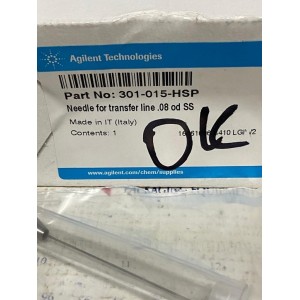 Agilent Technologies
Part No: 301-015-HSP
Needle for transfer line .08 od SS
Made in IT (Italy)
Contents: 1
OK
www.agilent.com/chem/supplies